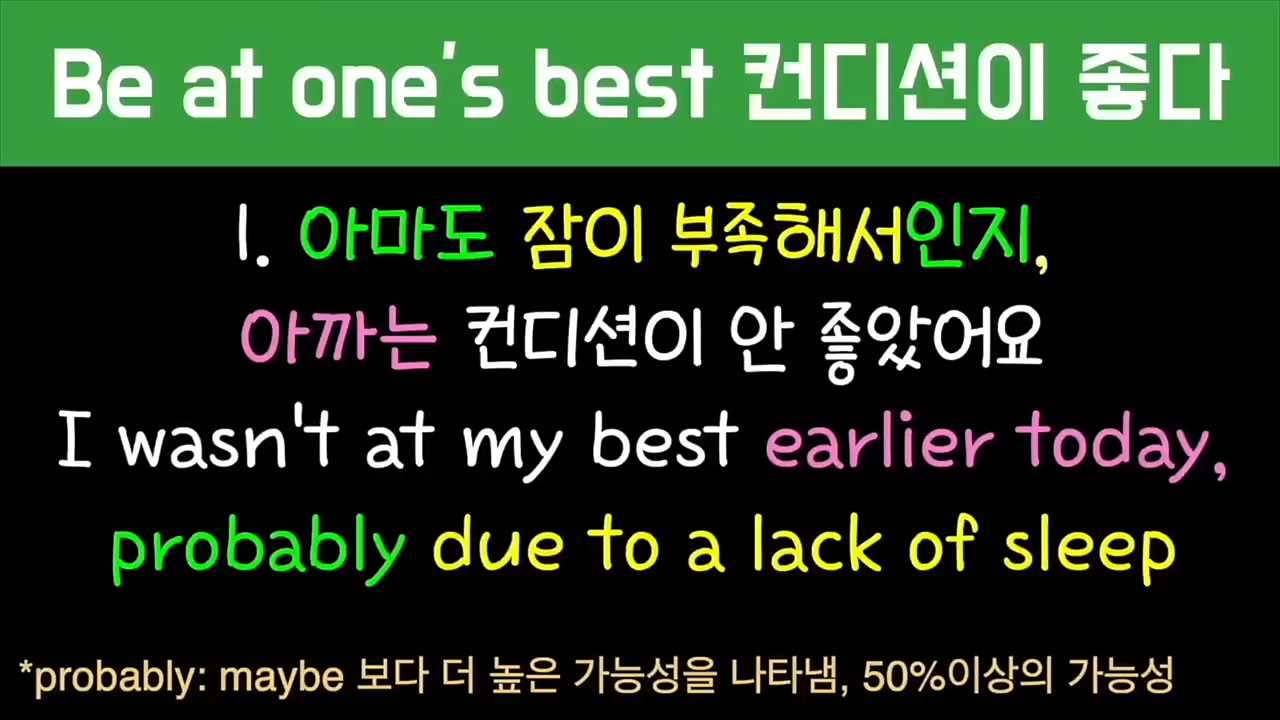 Be at one's best 컨디션이 좋다
1. 아마도 잠이 부족해서인지,
아까는 컨디션이 안 좋았어요
I wasn't at my best earlier today,
probably due to a lack of sleep
*probably: maybe 보다 더 높은 가능성을 나타냄, 50%이상의 가능성